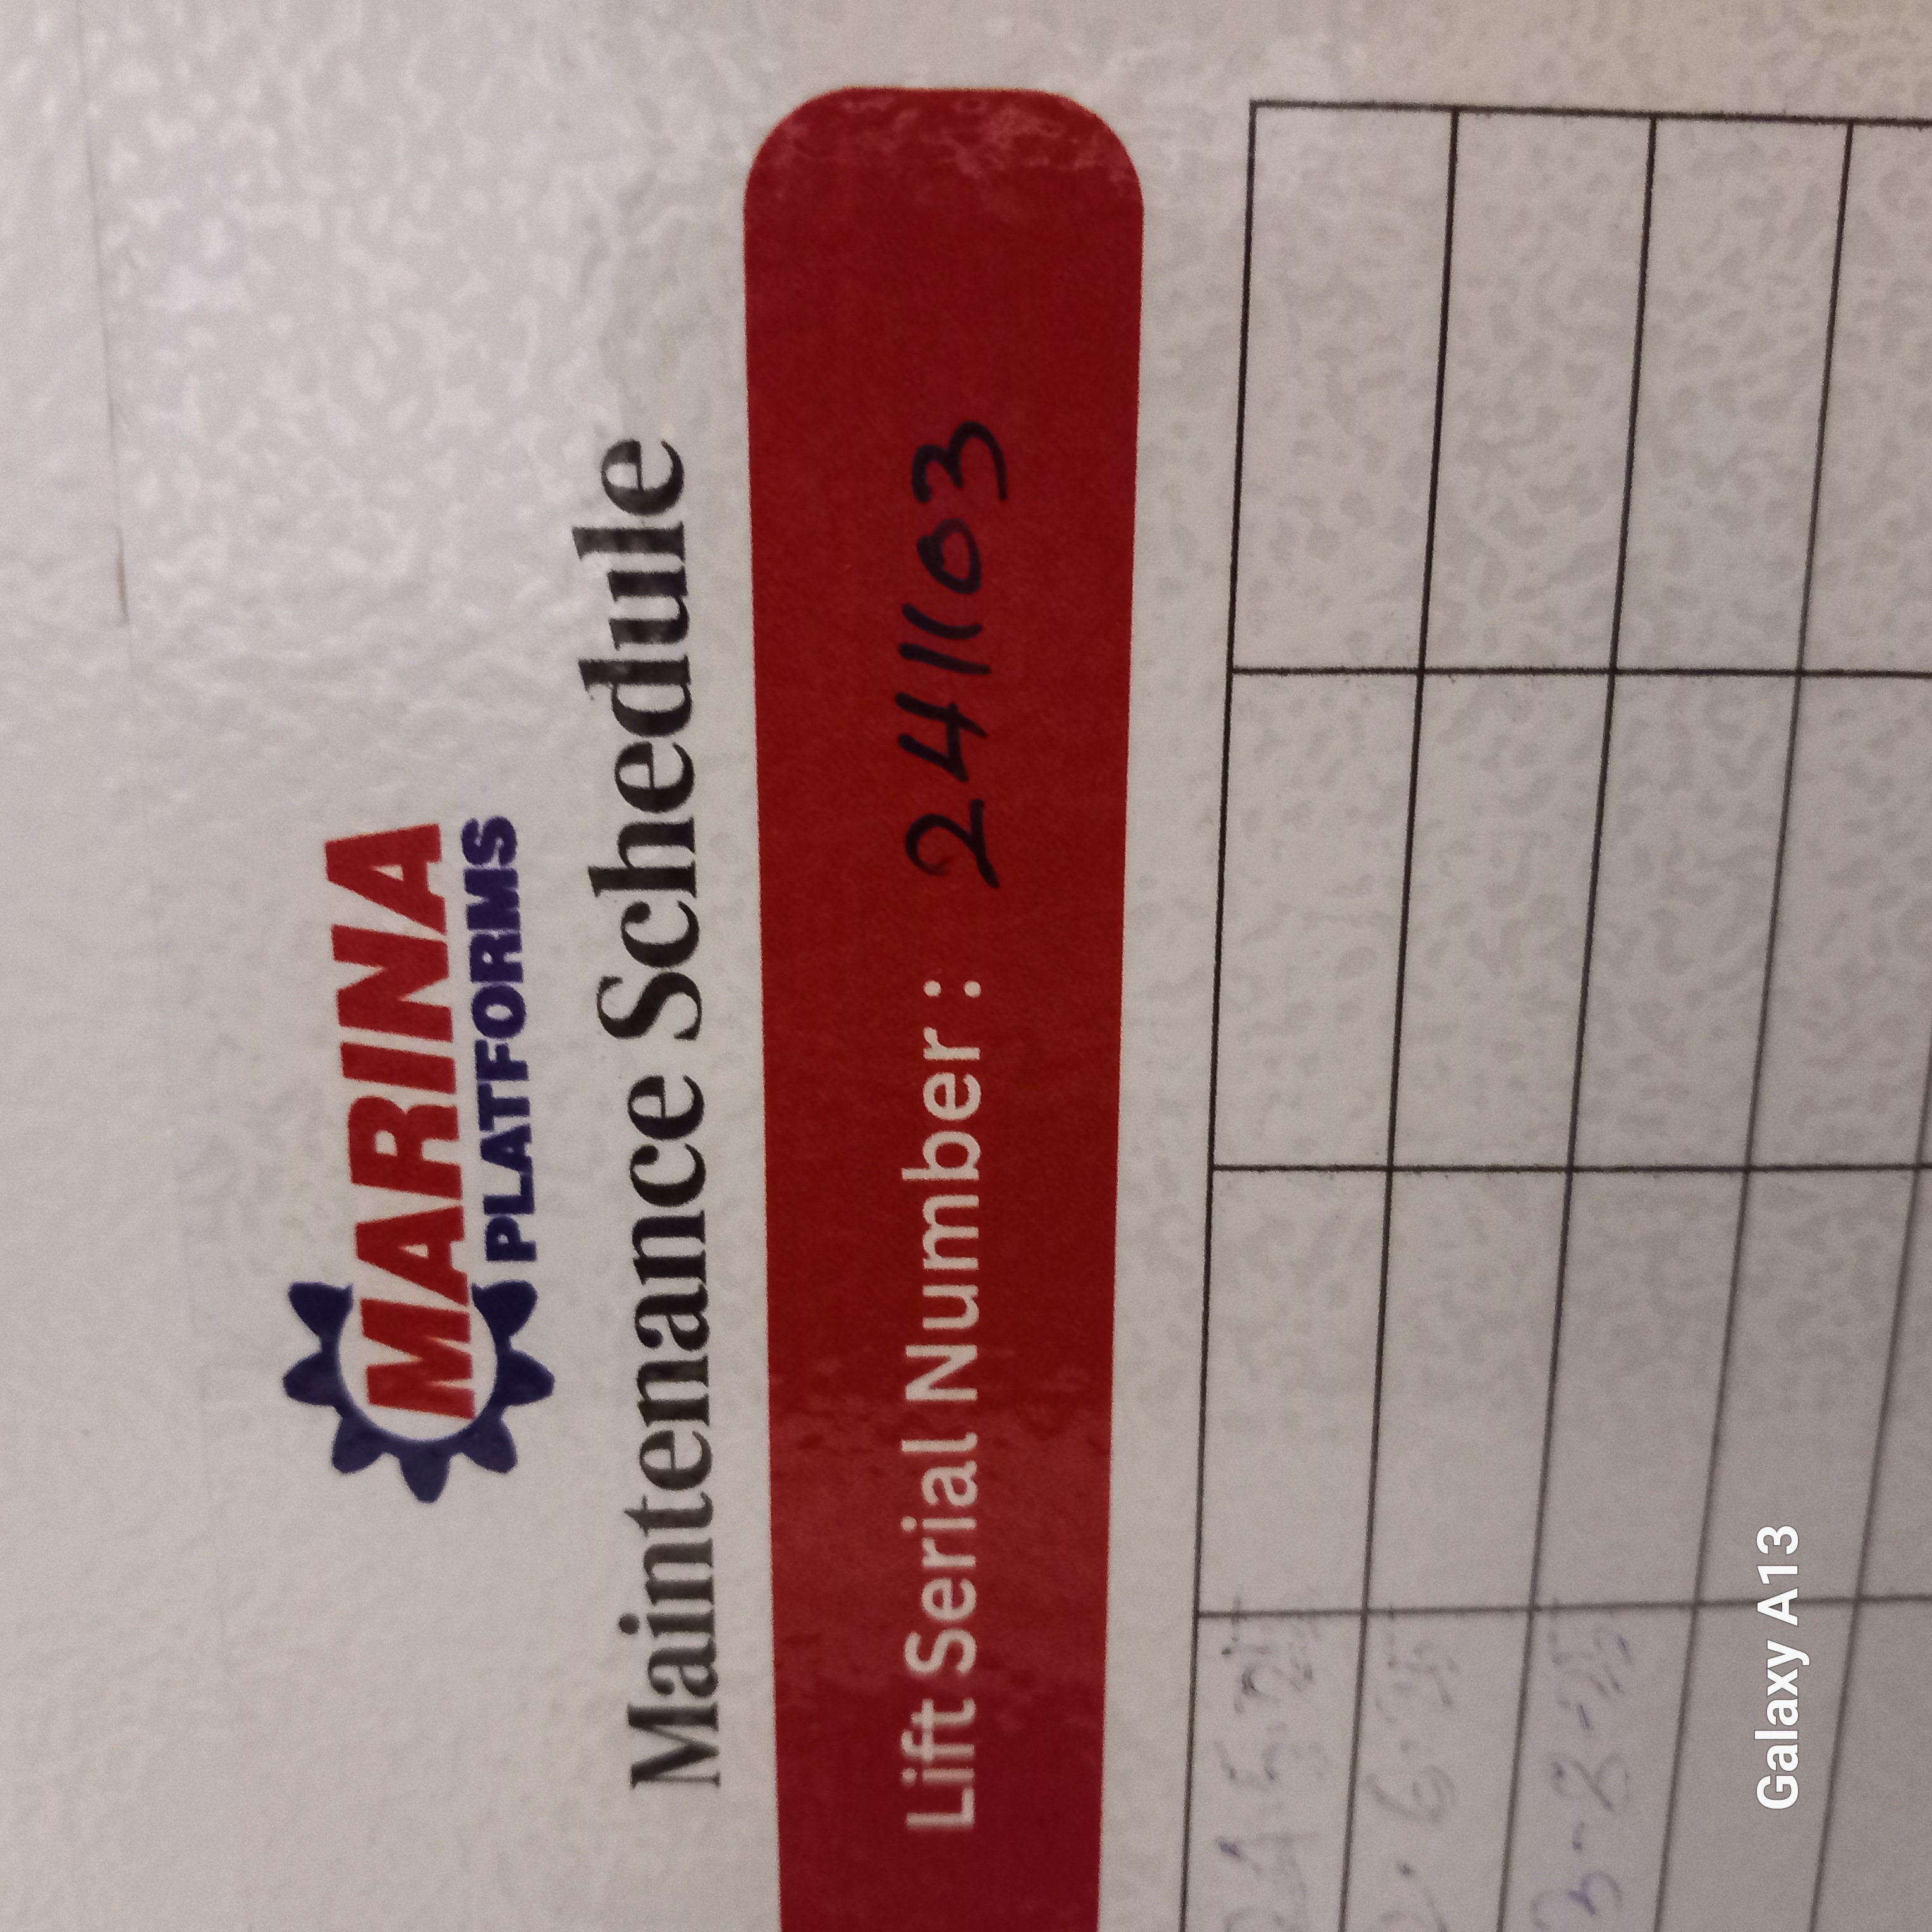 MARINA
PLATFORMS
Maintenance Schedule
Lift Serial Number : 241103
Galaxy A13